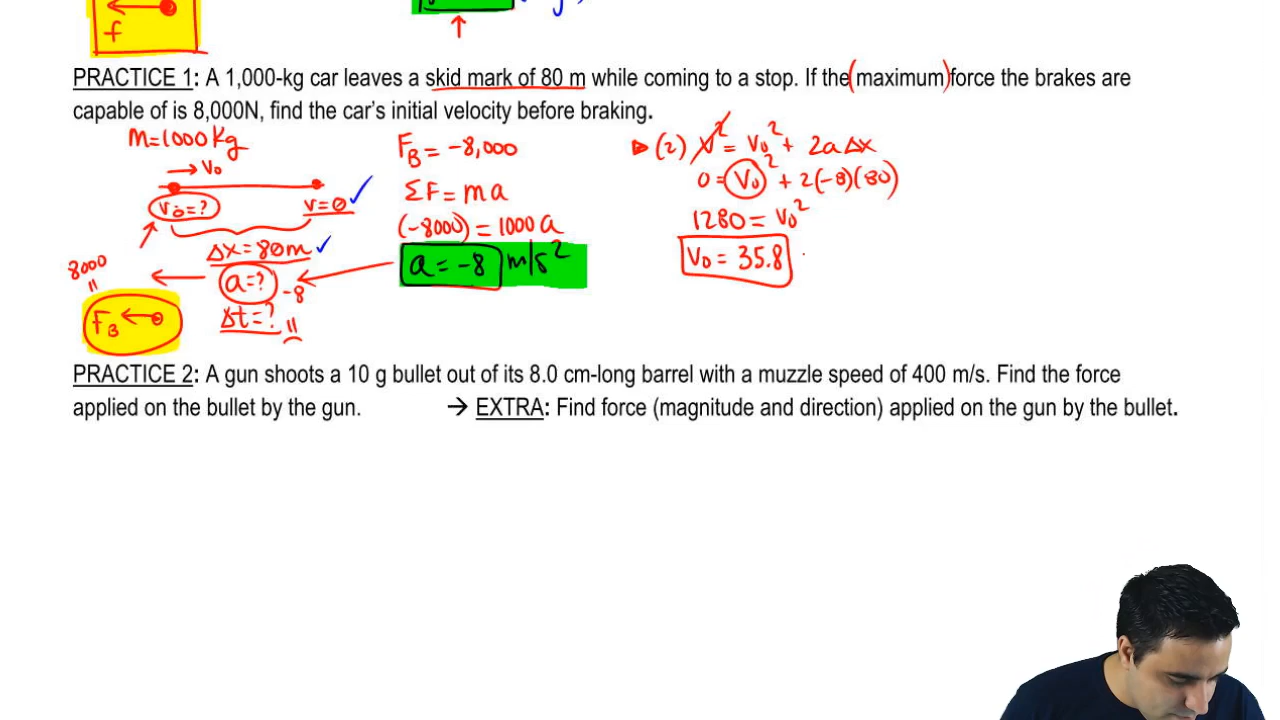 f
PRACTICE 1: A 1,000-kg car leaves a skid mark of 80 m while coming to a stop. If the (maximum) force the brakes are
capable of is 8,000N, find the car's initial velocity before braking.
M=1000Kg
→ V₀
V₀=?
V=0 ✓
Δx=80m ✓
a=? -8
Δt=?
8000
=
F_B ←
F_B = -8,000
ΣF = ma
(-8000) = 1000a
a = -8 m/s²
(2) V² = V₀² + 2aΔx
0 = V₀² + 2(-8)(80)
1280 = V₀²
V₀ = 35.8
PRACTICE 2: A gun shoots a 10 g bullet out of its 8.0 cm-long barrel with a muzzle speed of 400 m/s. Find the force
applied on the bullet by the gun. → EXTRA: Find force (magnitude and direction) applied on the gun by the bullet.